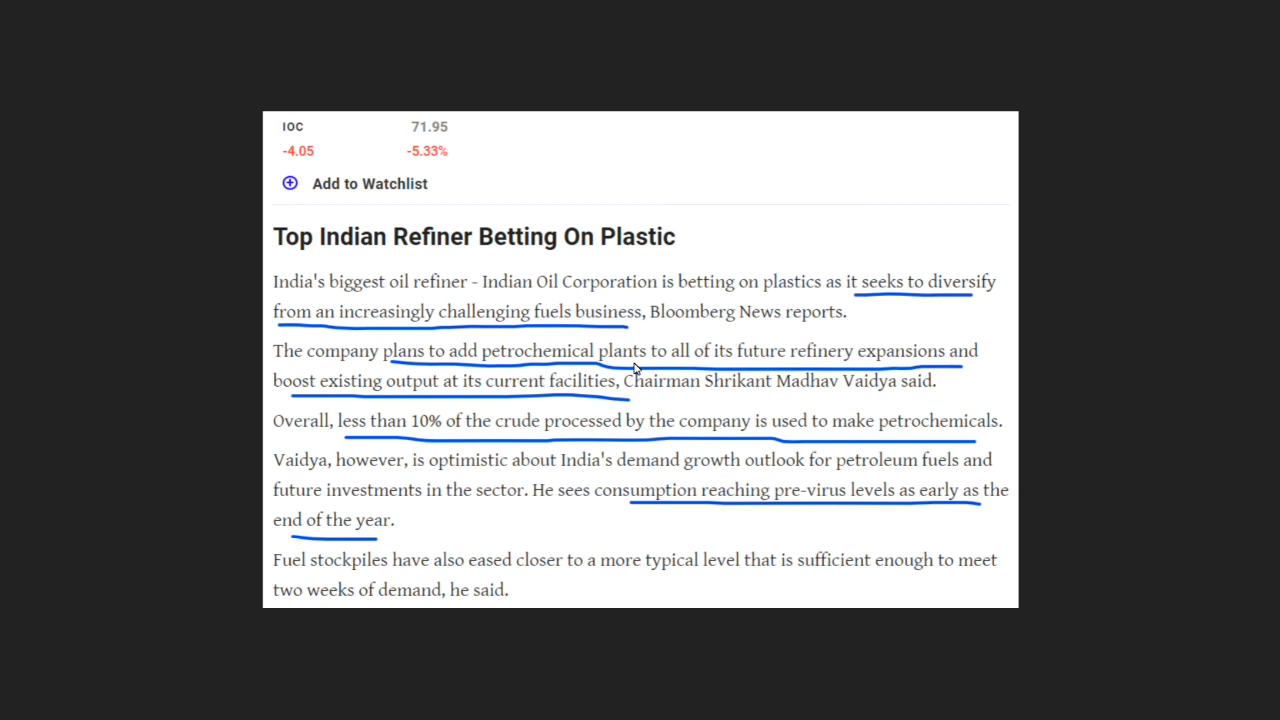 IOC 71.95
-4.05 -5.33%
Add to Watchlist
Top Indian Refiner Betting On Plastic
India's biggest oil refiner - Indian Oil Corporation is betting on plastics as it seeks to diversify
from an increasingly challenging fuels business, Bloomberg News reports.
The company plans to add petrochemical plants to all of its future refinery expansions and
boost existing output at its current facilities, Chairman Shrikant Madhav Vaidya said.
Overall, less than 10% of the crude processed by the company is used to make petrochemicals.
Vaidya, however, is optimistic about India's demand growth outlook for petroleum fuels and
future investments in the sector. He sees consumption reaching pre-virus levels as early as the
end of the year.
Fuel stockpiles have also eased closer to a more typical level that is sufficient enough to meet
two weeks of demand, he said.